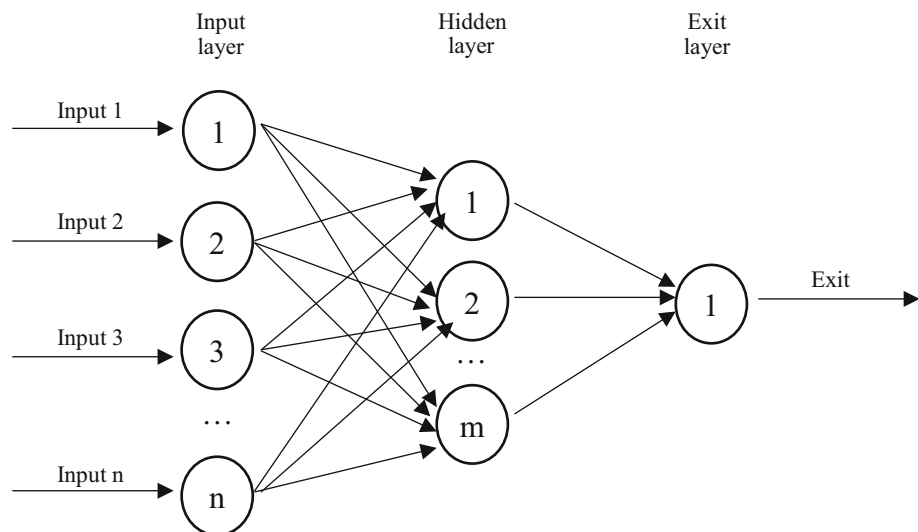 Input
layer
Hidden
layer
Exit
layer
Input 1
1
Input 2
2
Input 3
3
...
Input n
n
1
2
...
m
1
Exit